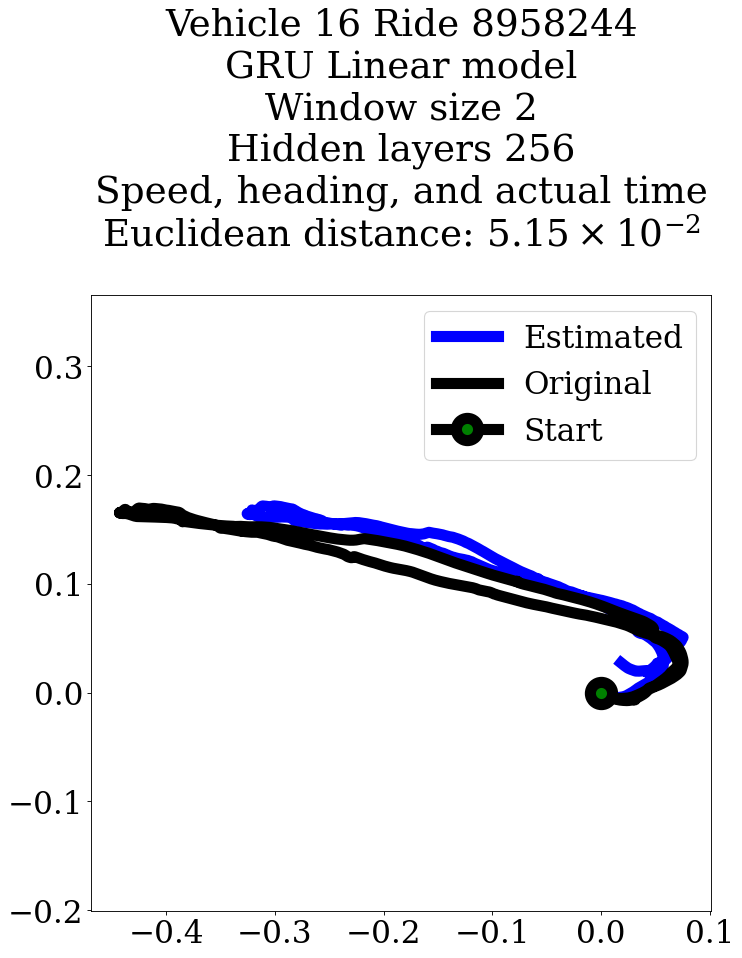 Vehicle 16 Ride 8958244
GRU Linear model
Window size 2
Hidden layers 256
Speed, heading, and actual time
Euclidean distance: 5.15 × 10⁻²
Estimated
Original
Start
0.3
0.2
0.1
0.0
−0.1
−0.2
−0.4 −0.3 −0.2 −0.1 0.0 0.1